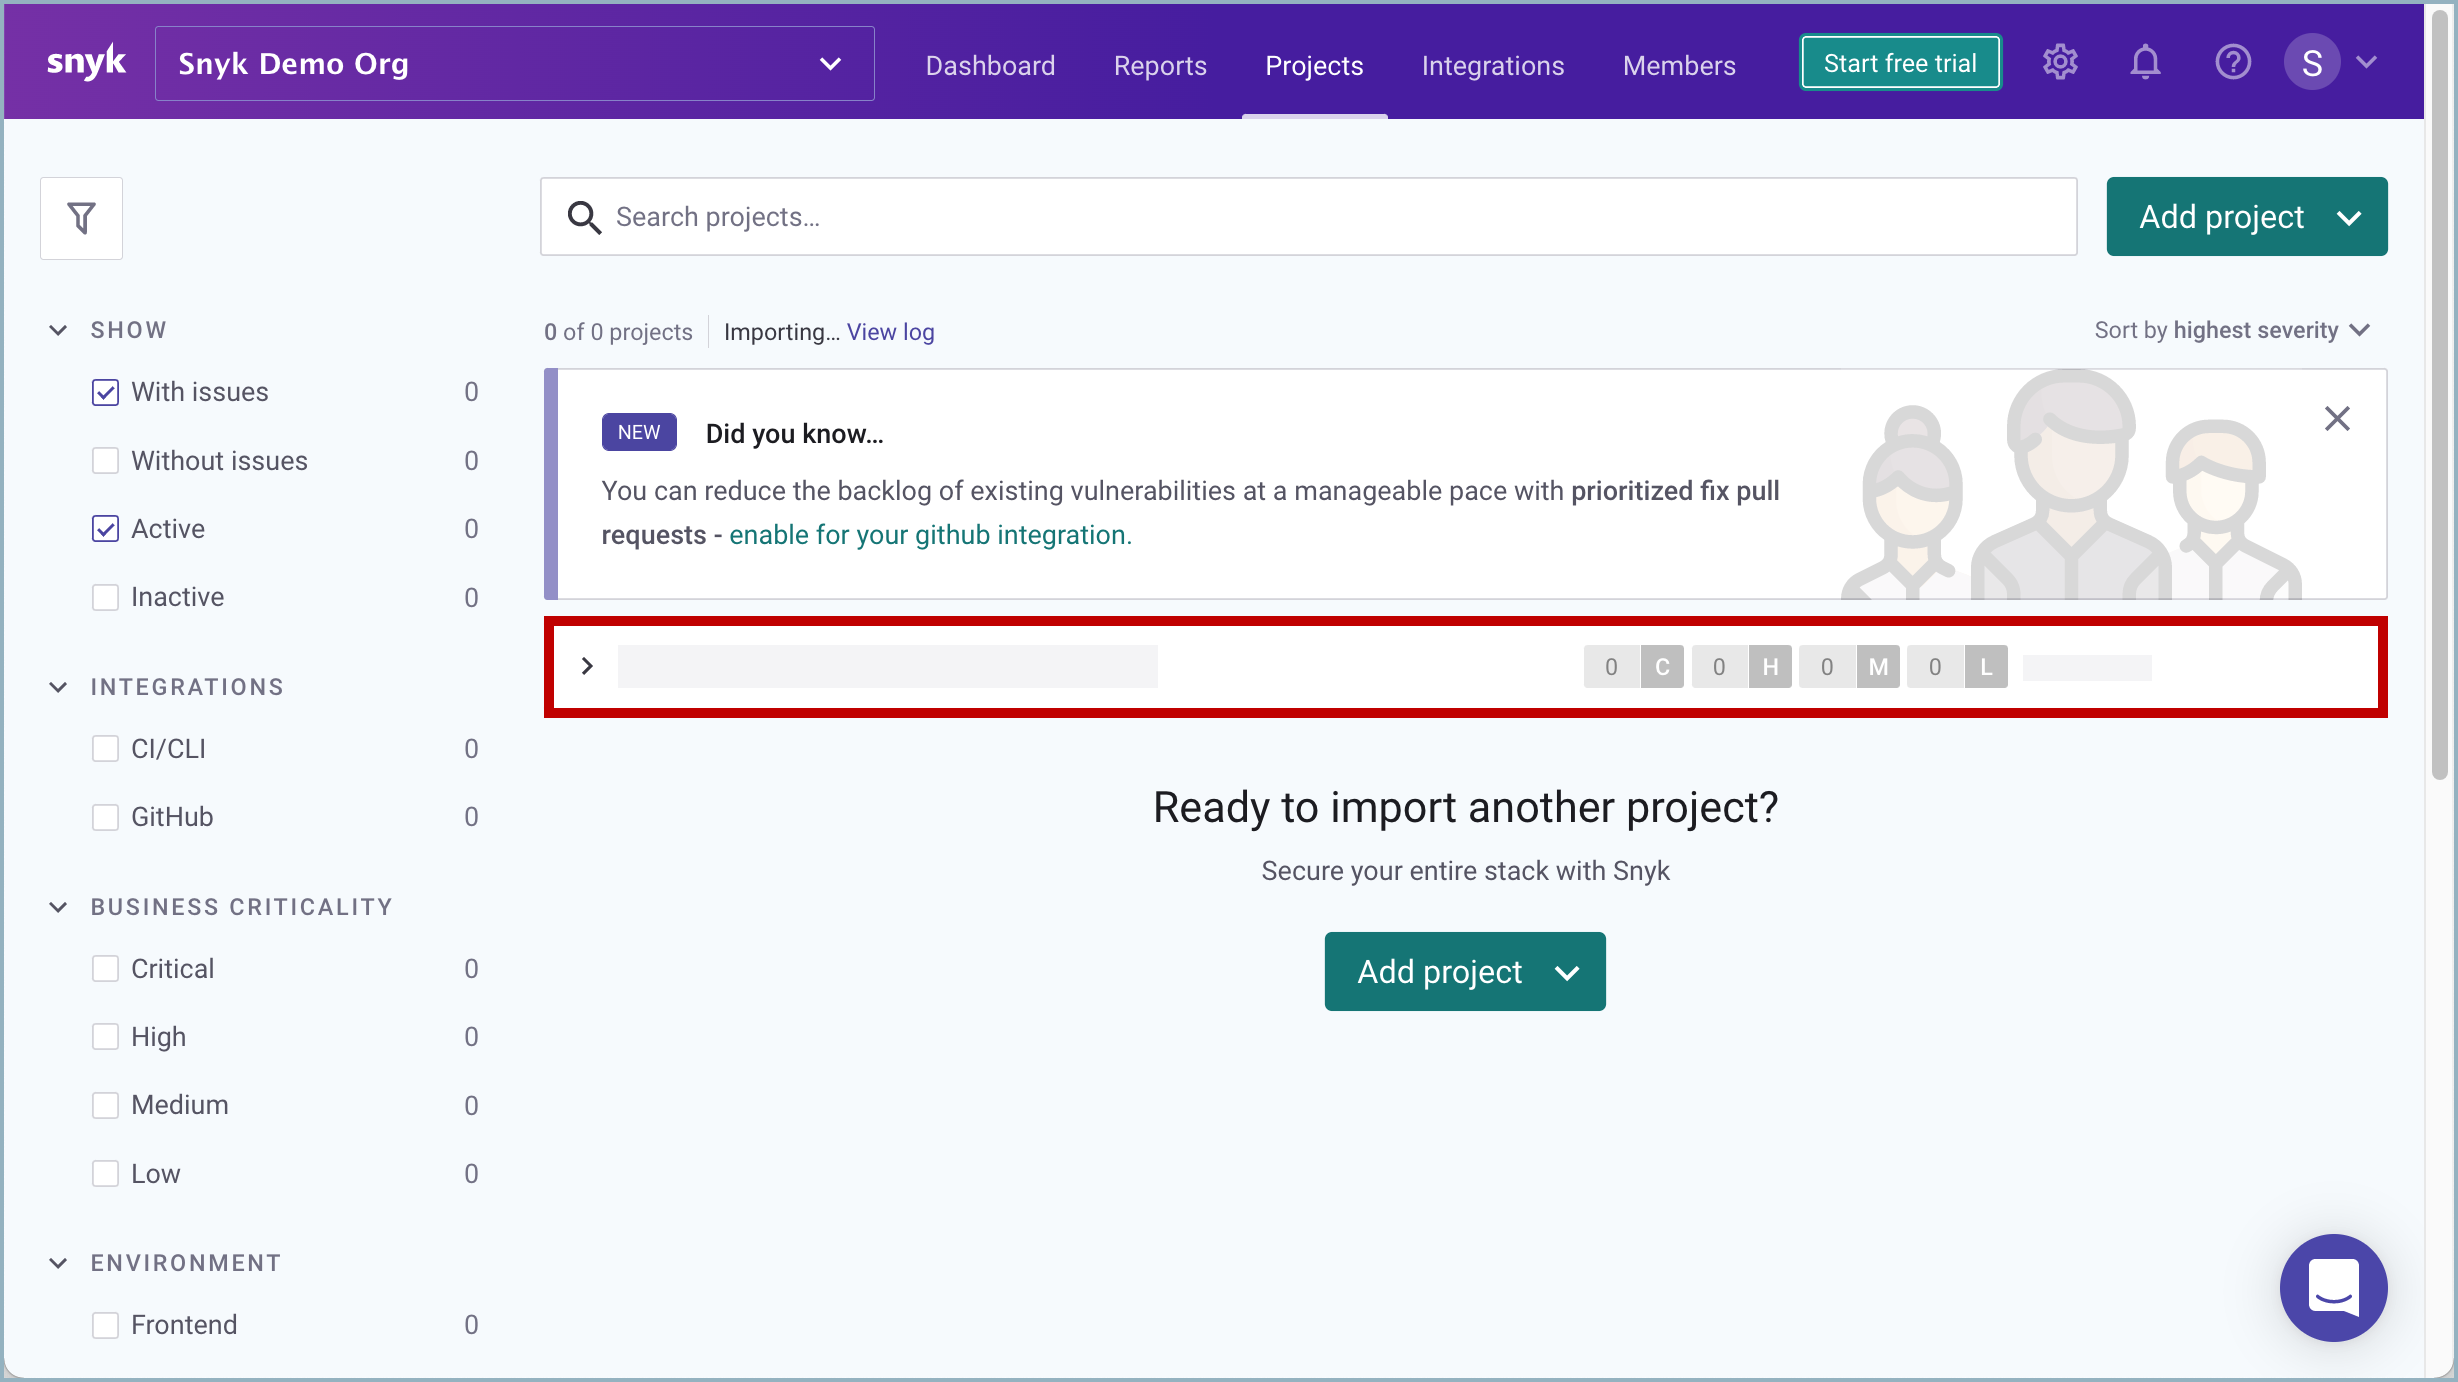 snyk
Snyk Demo Org
Dashboard
Reports
Projects
Integrations
Members
Start free trial
S
Search projects...
Add project
SHOW
With issues 0
Without issues 0
Active 0
Inactive 0
INTEGRATIONS
CI/CLI 0
GitHub 0
BUSINESS CRITICALITY
Critical 0
High 0
Medium 0
Low 0
ENVIRONMENT
Frontend 0
0 of 0 projects
Importing... View log
Sort by highest severity
NEW Did you know...
You can reduce the backlog of existing vulnerabilities at a manageable pace with prioritized fix pull
requests - enable for your github integration.
0 C 0 H 0 M 0 L
Ready to import another project?
Secure your entire stack with Snyk
Add project